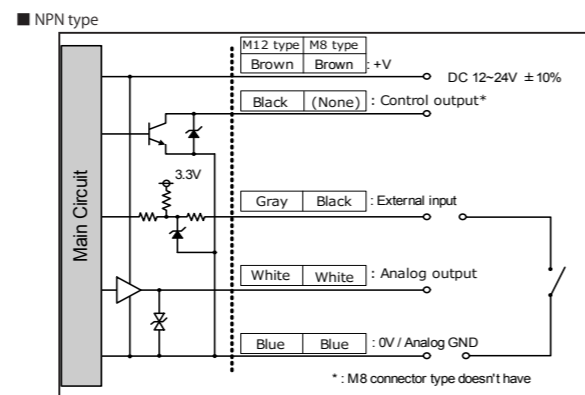 ■ NPN type
M12 type M8 type
Brown Brown : +V
DC 12~24V ±10%
Black (None) : Control output*
3.3V
Main Circuit
Gray Black : External input
White White : Analog output
Blue Blue : 0V / Analog GND
* : M8 connector type doesn't have